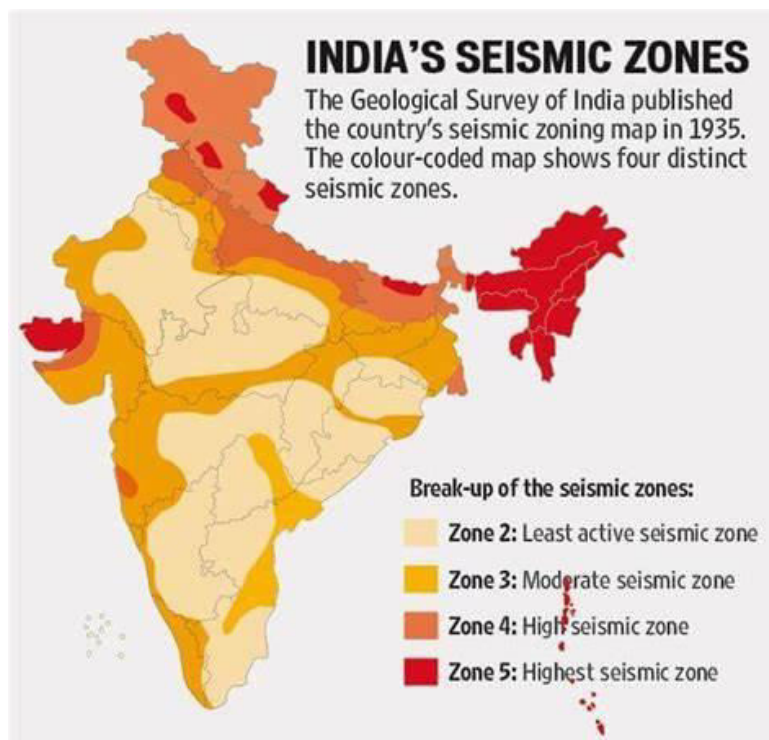 INDIA'S SEISMIC ZONES
The Geological Survey of India published
the country's seismic zoning map in 1935.
The colour-coded map shows four distinct
seismic zones.
Break-up of the seismic zones:
Zone 2: Least active seismic zone
Zone 3: Moderate seismic zone
Zone 4: High seismic zone
Zone 5: Highest seismic zone